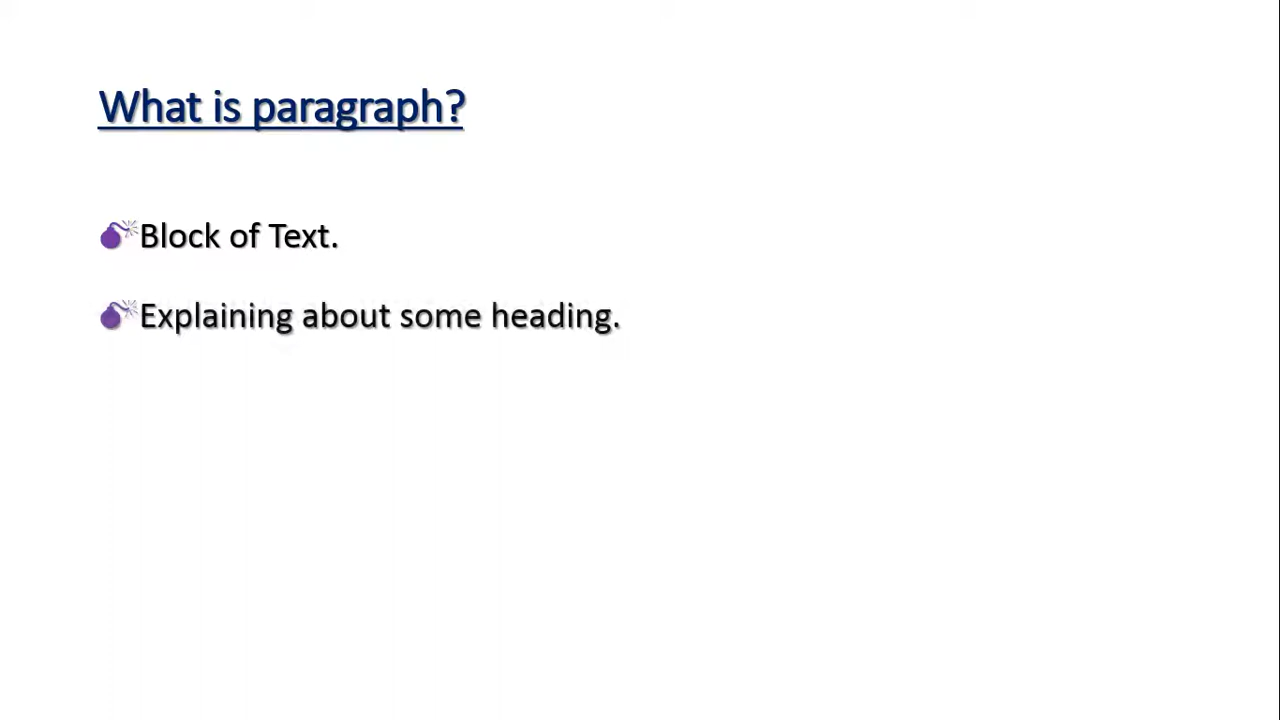 What is paragraph?
Block of Text.
Explaining about some heading.